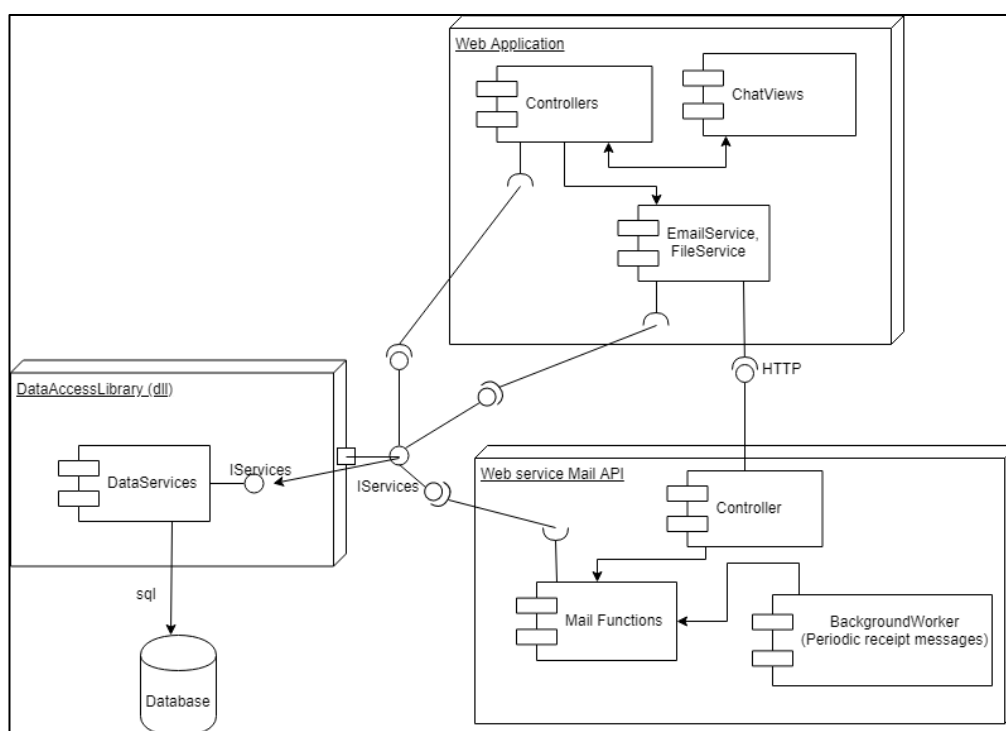 Web Application
Controllers
ChatViews
EmailService,
FileService
HTTP
DataAccessLibrary (dll)
DataServices
IServices
IServices
sql
Database
Web service Mail API
Controller
Mail Functions
BackgroundWorker
(Periodic receipt messages)